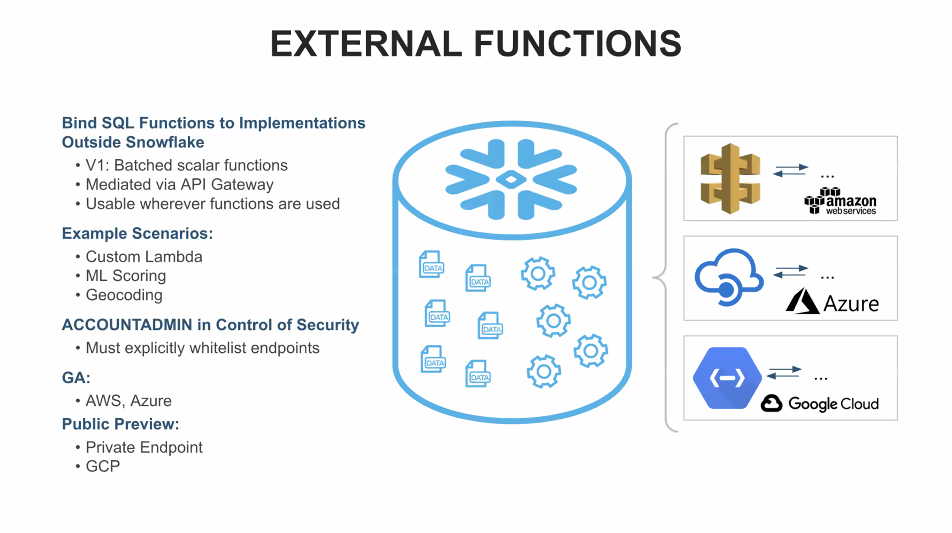 EXTERNAL FUNCTIONS
Bind SQL Functions to Implementations
Outside Snowflake
• V1: Batched scalar functions
• Mediated via API Gateway
• Usable wherever functions are used
Example Scenarios:
• Custom Lambda
• ML Scoring
• Geocoding
ACCOUNTADMIN in Control of Security
• Must explicitly whitelist endpoints
GA:
• AWS, Azure
Public Preview:
• Private Endpoint
• GCP
DATA
DATA
DATA
DATA
DATA
DATA
...
amazon
webservices
...
Azure
...
Google Cloud